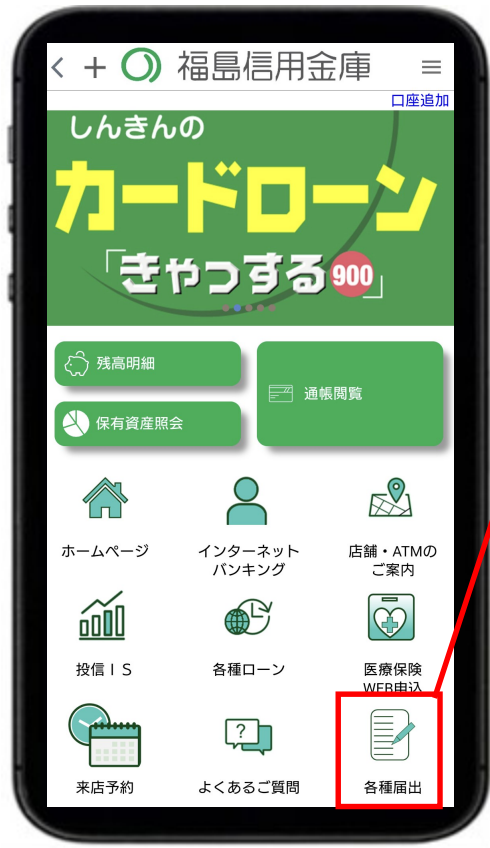 福島信用金庫
口座追加
しんきんの
カードローン
「きゃっする900」
残高明細
通帳閲覧
保有資産照会
ホームページ
インターネット
バンキング
店舗・ATMの
ご案内
投信IS
各種ローン
医療保険
WEB申込
来店予約
よくあるご質問
各種届出